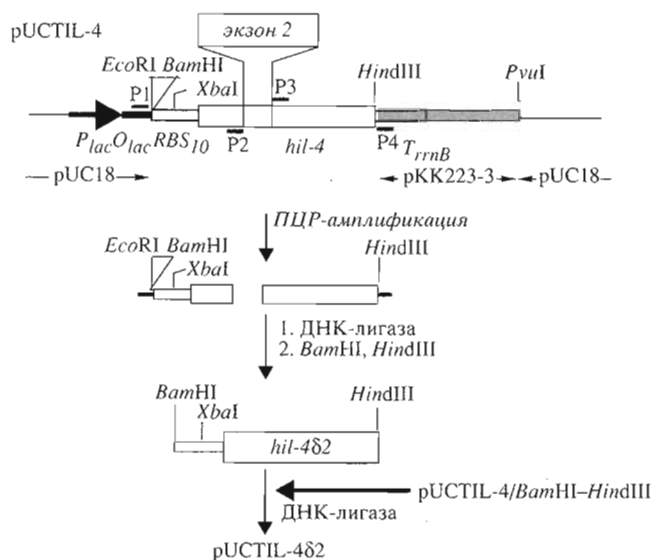 pUCTIL-4
экзон 2
EcoRI BamHI
HindIII
PvuI
P1
XbaI
P3
PlacOlacRBS10
P2
hil-4
P4
TrrnB
pUC18
pKK223-3
pUC18
ПЦР-амплификация
EcoRI BamHI
HindIII
XbaI
1. ДНК-лигаза
2. BamHI, HindIII
BamHI
HindIII
XbaI
hil-4δ2
pUCTIL-4/BamHI–HindIII
ДНК-лигаза
pUCTIL-4δ2